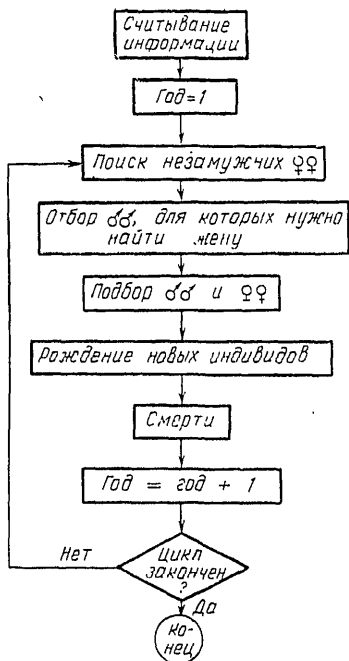 Считывание
информации
Год=1
Поиск незамужних ♀♀
Отбор ♂♂, для которых нужно
найти жену
Подбор ♂♂ и ♀♀
Рождение новых индивидов
Смерти
Год = год + 1
Нет
Цикл
закончен
?
Да
ко-
нец